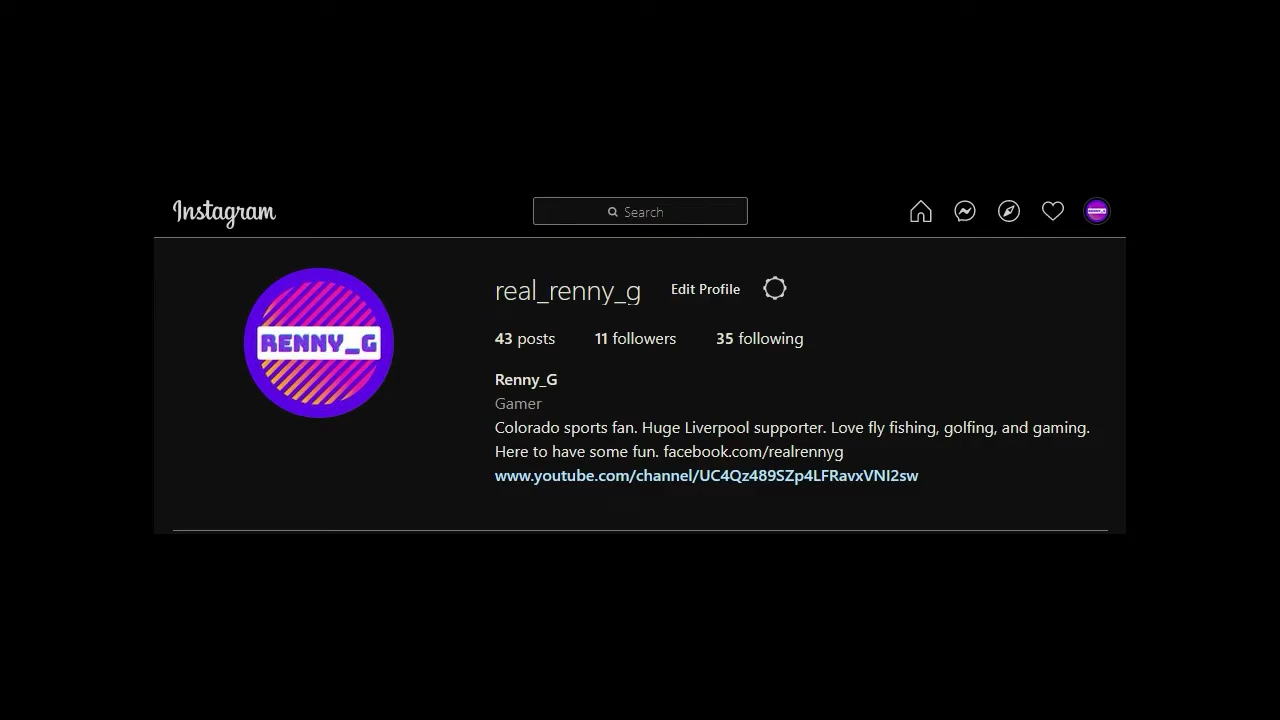 Instagram
Search
RENNY_G
real_renny_g Edit Profile
43 posts 11 followers 35 following
RENNY_G
Renny_G
Gamer
Colorado sports fan. Huge Liverpool supporter. Love fly fishing, golfing, and gaming.
Here to have some fun. facebook.com/realrennyg
www.youtube.com/channel/UC4Qz489SZp4LFRavxVNI2sw